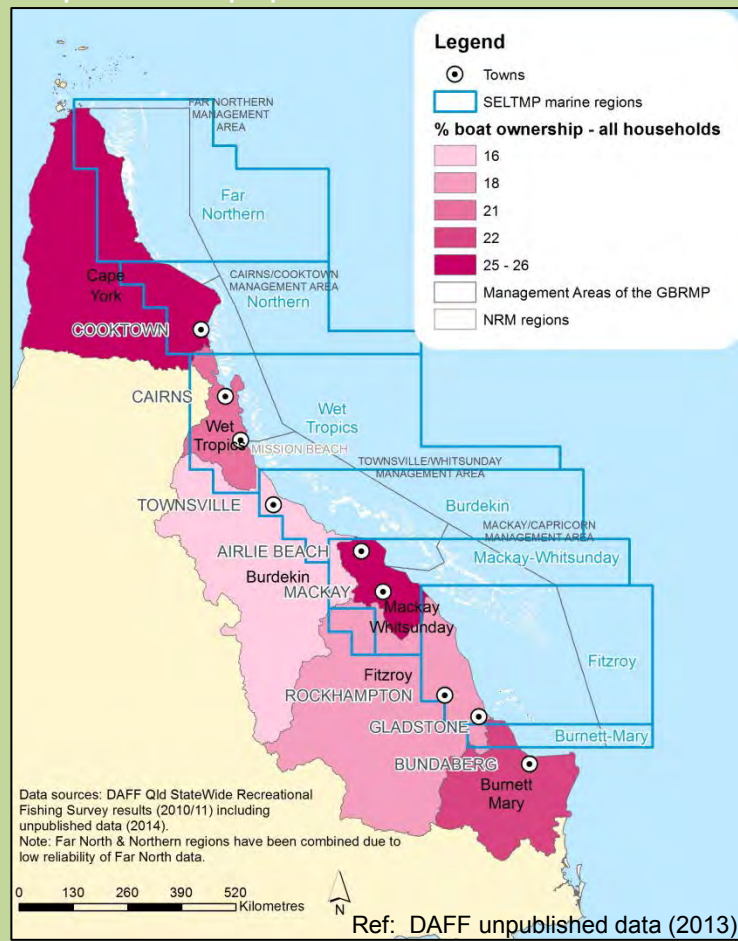 Legend
Towns
SELTMP marine regions
% boat ownership - all households
16
18
21
22
25 - 26
Management Areas of the GBRMP
NRM regions
FAR NORTHERN
MANAGEMENT
AREA
Far
Northern
Cape
York
CAIRNS/COOKTOWN
MANAGEMENT AREA
Northern
COOKTOWN
CAIRNS
Wet
Tropics
Wet
Tropics
MISSION BEACH
TOWNSVILLE/WHITSUNDAY
MANAGEMENT AREA
TOWNSVILLE
Burdekin
MACKAY/CAPRICORN
MANAGEMENT AREA
AIRLIE BEACH
Mackay-Whitsunday
Burdekin
MACKAY
Mackay
Whitsunday
Fitzroy
Fitzroy
ROCKHAMPTON
GLADSTONE
Burnett-Mary
BUNDABERG
Burnett
Mary
Data sources: DAFF Qld StateWide Recreational
Fishing Survey results (2010/11) including
unpublished data (2014).
Note: Far North & Northern regions have been combined due to
low reliability of Far North data.
0 130 260 390 520
Kilometres
N
Ref: DAFF unpublished data (2013)